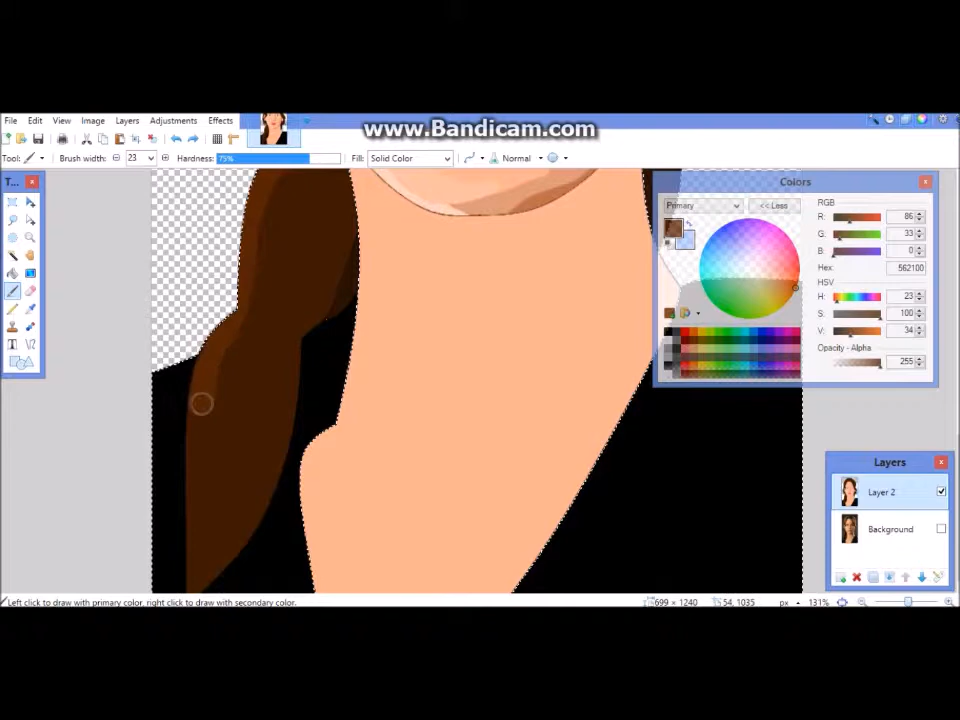 File Edit View Image Layers Adjustments Effects
www.Bandicam.com
Tool: Brush width: 23 Hardness: 75% Fill: Solid Color Normal
T...
Colors
Primary << Less
RGB
R: 86
G: 33
B: 0
Hex: 562100
HSV
H: 23
S: 100
V: 34
Opacity - Alpha
255
Layers
Layer 2
Background
Left click to draw with primary color, right click to draw with secondary color.
699 × 1240 54, 1035 px 131%